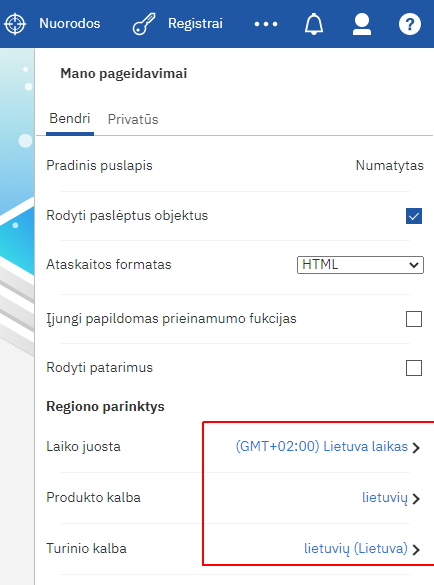 Nuorodos Registrai ... ?
Mano pageidavimai
Bendri Privatūs
Pradinis puslapis Numatytas
Rodyti paslėptus objektus
Ataskaitos formatas HTML
Įjungi papildomas prieinamumo fukcijas
Rodyti patarimus
Regiono parinktys
Laiko juosta (GMT+02:00) Lietuva laikas
Produkto kalba lietuvių
Turinio kalba lietuvių (Lietuva)